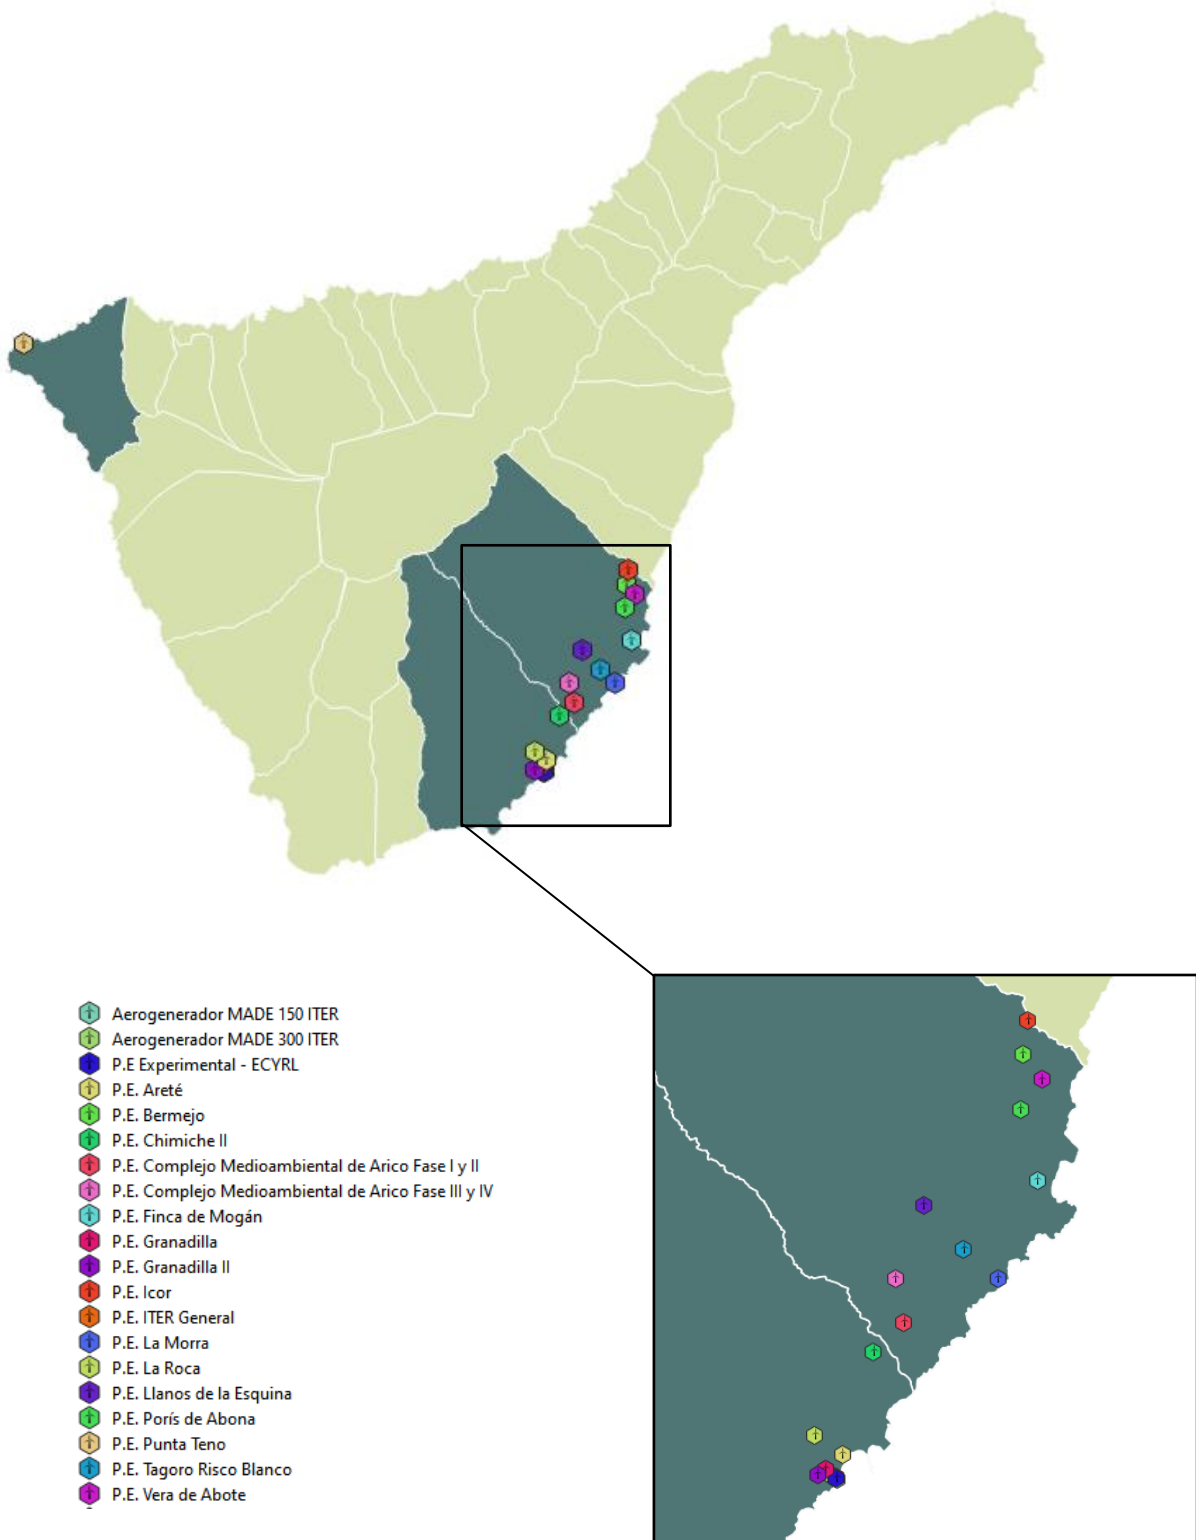 Aerogenerador MADE 150 ITER
Aerogenerador MADE 300 ITER
P.E Experimental - ECYRL
P.E. Areté
P.E. Bermejo
P.E. Chimiche II
P.E. Complejo Medioambiental de Arico Fase I y II
P.E. Complejo Medioambiental de Arico Fase III y IV
P.E. Finca de Mogán
P.E. Granadilla
P.E. Granadilla II
P.E. Icor
P.E. ITER General
P.E. La Morra
P.E. La Roca
P.E. Llanos de la Esquina
P.E. Porís de Abona
P.E. Punta Teno
P.E. Tagoro Risco Blanco
P.E. Vera de Abote